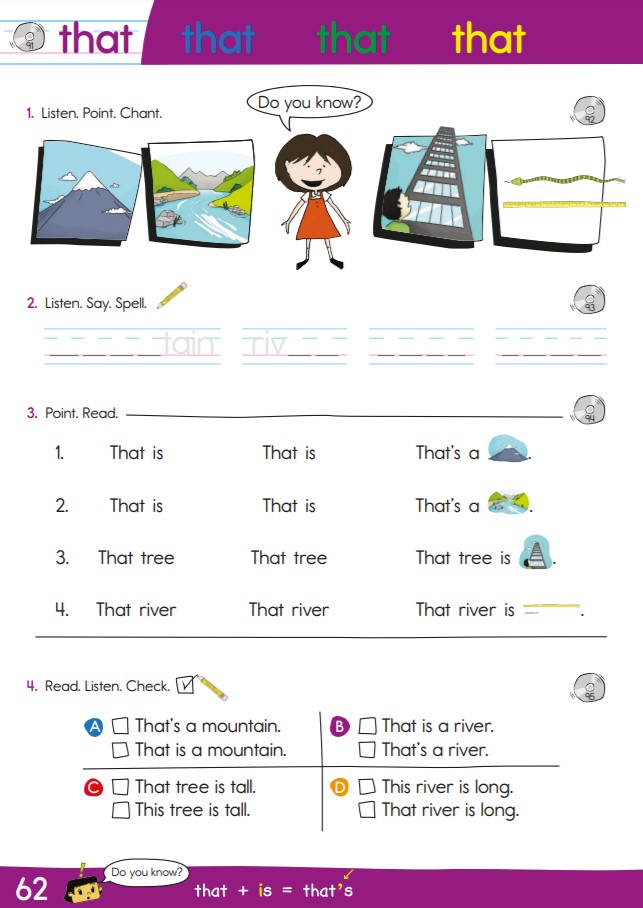 91 that that that that
1. Listen. Point. Chant.
Do you know?
92
2. Listen. Say. Spell.
93
tain riv
3. Point. Read.
94
1. That is That is That's a .
2. That is That is That's a .
3. That tree That tree That tree is .
4. That river That river That river is .
4. Read. Listen. Check.
95
A That's a mountain.
That is a mountain.
B That is a river.
That's a river.
C That tree is tall.
This tree is tall.
D This river is long.
That river is long.
62
!
Do you know?
that + is = that's